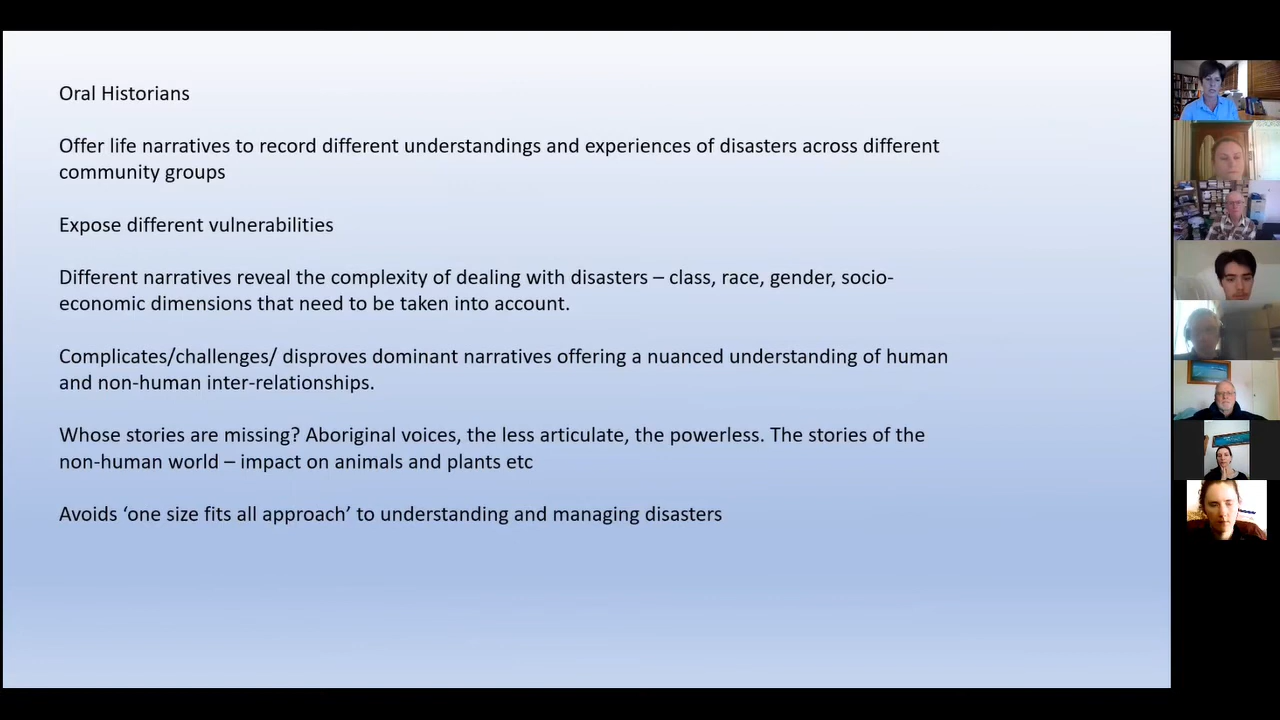 Oral Historians
Offer life narratives to record different understandings and experiences of disasters across different
community groups
Expose different vulnerabilities
Different narratives reveal the complexity of dealing with disasters – class, race, gender, socio-
economic dimensions that need to be taken into account.
Complicates/challenges/ disproves dominant narratives offering a nuanced understanding of human
and non-human inter-relationships.
Whose stories are missing? Aboriginal voices, the less articulate, the powerless. The stories of the
non-human world – impact on animals and plants etc
Avoids ‘one size fits all approach’ to understanding and managing disasters